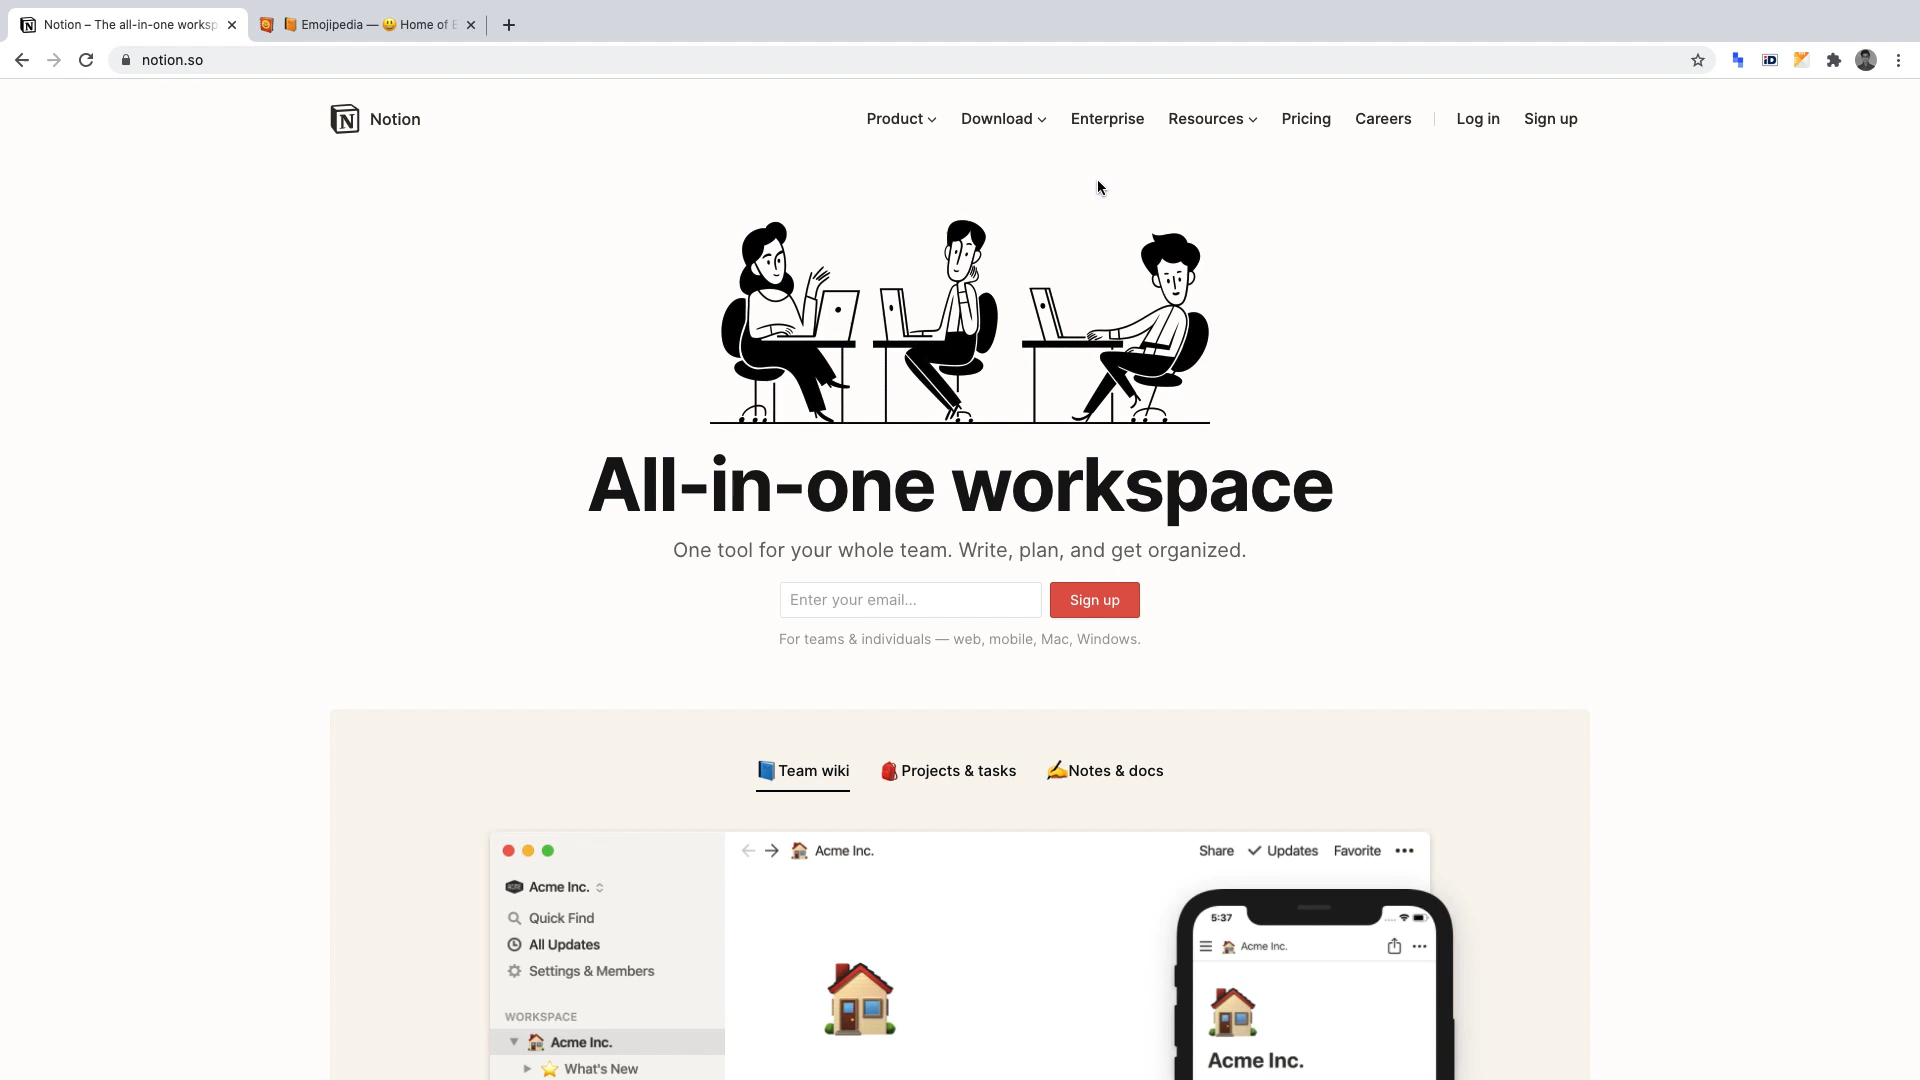 Notion – The all-in-one worksp
Emojipedia — 😃 Home of E
notion.so
Notion
Product Download Enterprise Resources Pricing Careers Log in Sign up
All-in-one workspace
One tool for your whole team. Write, plan, and get organized.
Enter your email... Sign up
For teams & individuals — web, mobile, Mac, Windows.
Team wiki Projects & tasks Notes & docs
Acme Inc. Share Updates Favorite
Acme Inc.
Quick Find
All Updates
Settings & Members
WORKSPACE
Acme Inc.
What's New
5:37
Acme Inc.
Acme Inc.